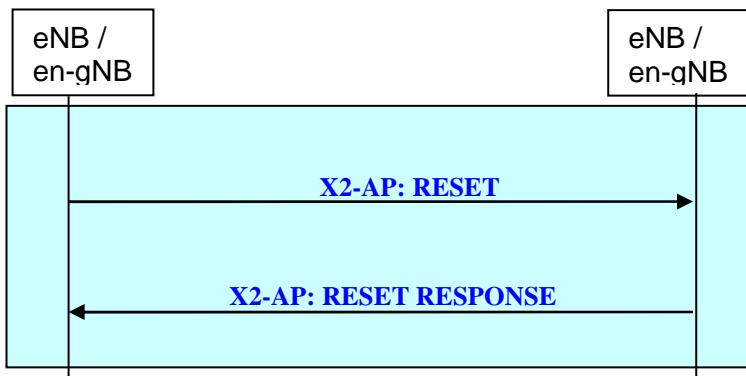 eNB /
en-gNB
eNB /
en-gNB
X2-AP: RESET
X2-AP: RESET RESPONSE